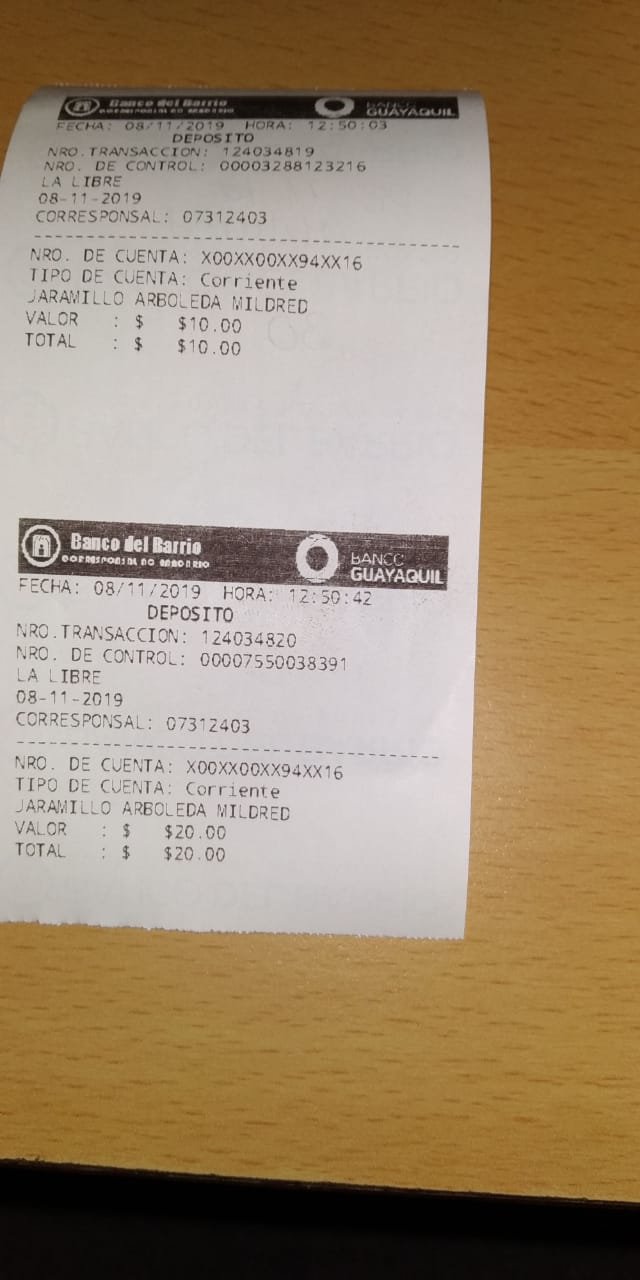 Banco del Barrio
CORRESPONSAL NO BANCARIO
BANCO
GUAYAQUIL
FECHA: 08/11/2019 HORA: 12:50:03
DEPOSITO
NRO.TRANSACCION: 124034819
NRO. DE CONTROL: 00003288123216
LA LIBRE
08-11-2019
CORRESPONSAL: 07312403
NRO. DE CUENTA: X00XX00XX94XX16
TIPO DE CUENTA: Corriente
JARAMILLO ARBOLEDA MILDRED
VALOR : $ $10.00
TOTAL : $ $10.00
Banco del Barrio
CORRESPONSAL NO BANCARIO
BANCO
GUAYAQUIL
FECHA: 08/11/2019 HORA: 12:50:42
DEPOSITO
NRO.TRANSACCION: 124034820
NRO. DE CONTROL: 00007550038391
LA LIBRE
08-11-2019
CORRESPONSAL: 07312403
NRO. DE CUENTA: X00XX00XX94XX16
TIPO DE CUENTA: Corriente
JARAMILLO ARBOLEDA MILDRED
VALOR : $ $20.00
TOTAL : $ $20.00